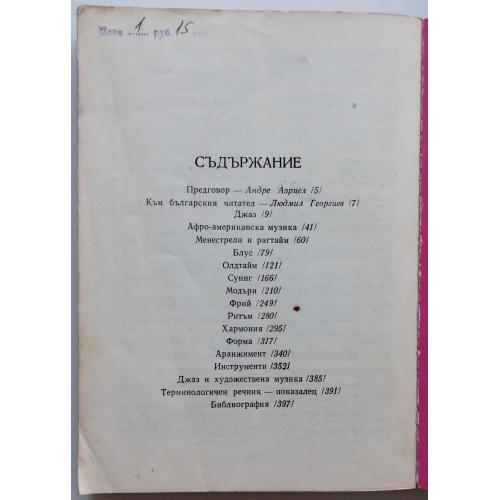 Цена 1 руб. 15 коп.
СЪДЪРЖАНИЕ
Предговор — Андре Азриел /5/
Към българския читател — Людмил Георгиев /7/
Джаз /9/
Афро-американска музика /41/
Менестрели и рагтайм /60/
Блус /79/
Олдтайм /121/
Суинг /166/
Модърн /210/
Фрий /249/
Ритъм /280/
Хармония /295/
Форма /317/
Аранжимент /340/
Инструменти /352/
Джаз и художествена музика /385/
Терминологичен речник — показалец /391/
Библиография /397/